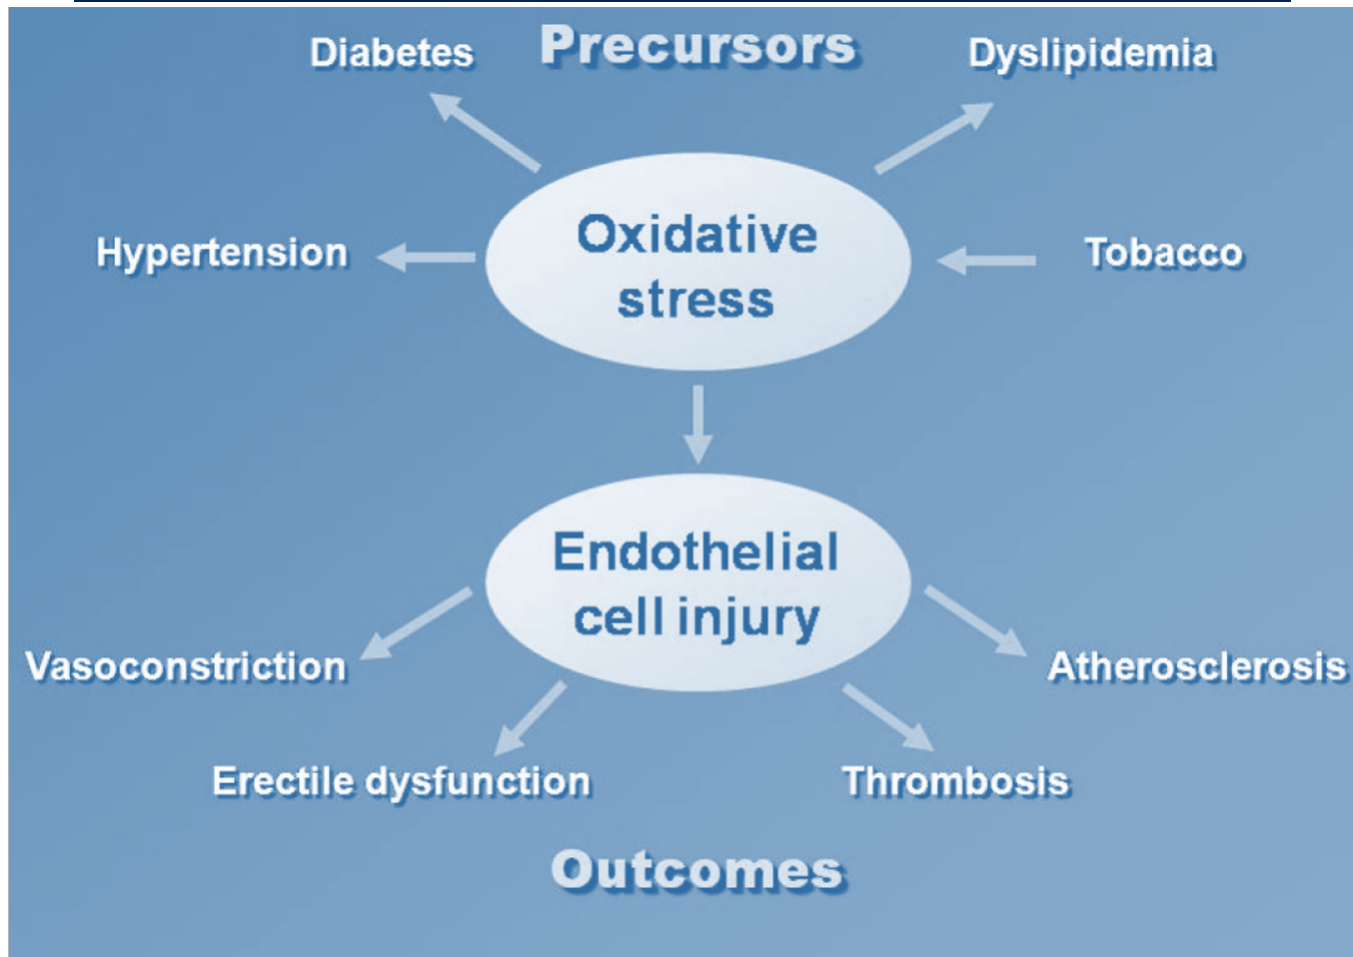 Precursors
Diabetes
Dyslipidemia
Hypertension
Oxidative
stress
Tobacco
Endothelial
cell injury
Vasoconstriction
Atherosclerosis
Erectile dysfunction
Thrombosis
Outcomes